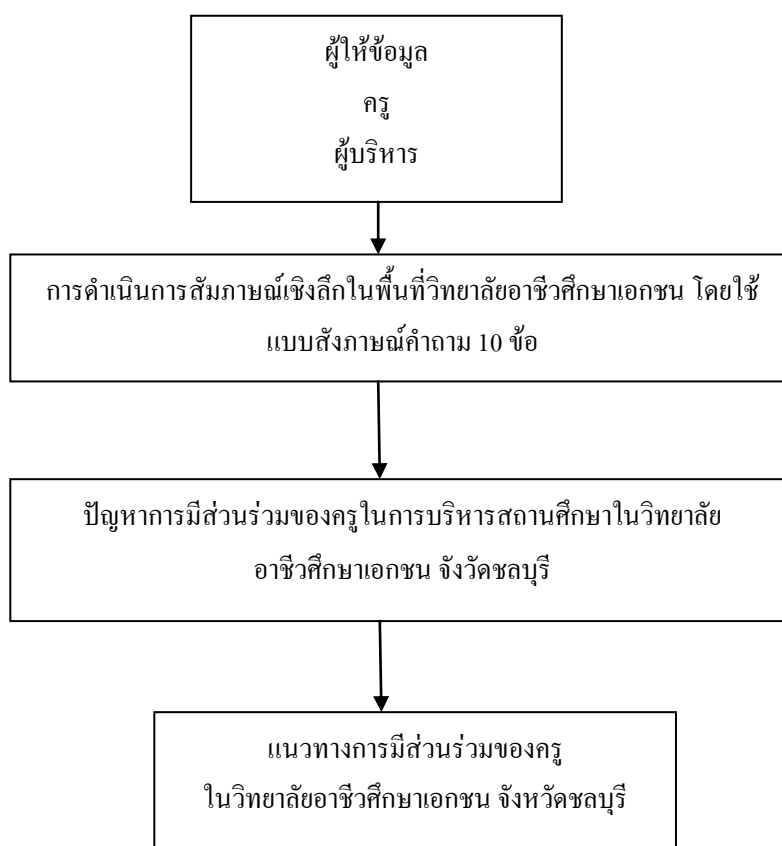 ผู้ให้ข้อมูล
ครู
ผู้บริหาร
การดำเนินการสัมภาษณ์เชิงลึกในพื้นที่วิทยาลัยอาชีวศึกษาเอกชน โดยใช้
แบบสังภาษณ์คำถาม 10 ข้อ
ปัญหาการมีส่วนร่วมของครูในการบริหารสถานศึกษาในวิทยาลัย
อาชีวศึกษาเอกชน จังวัดชลบุรี
แนวทางการมีส่วนร่วมของครู
ในวิทยาลัยอาชีวศึกษาเอกชน จังหวัดชลบุรี